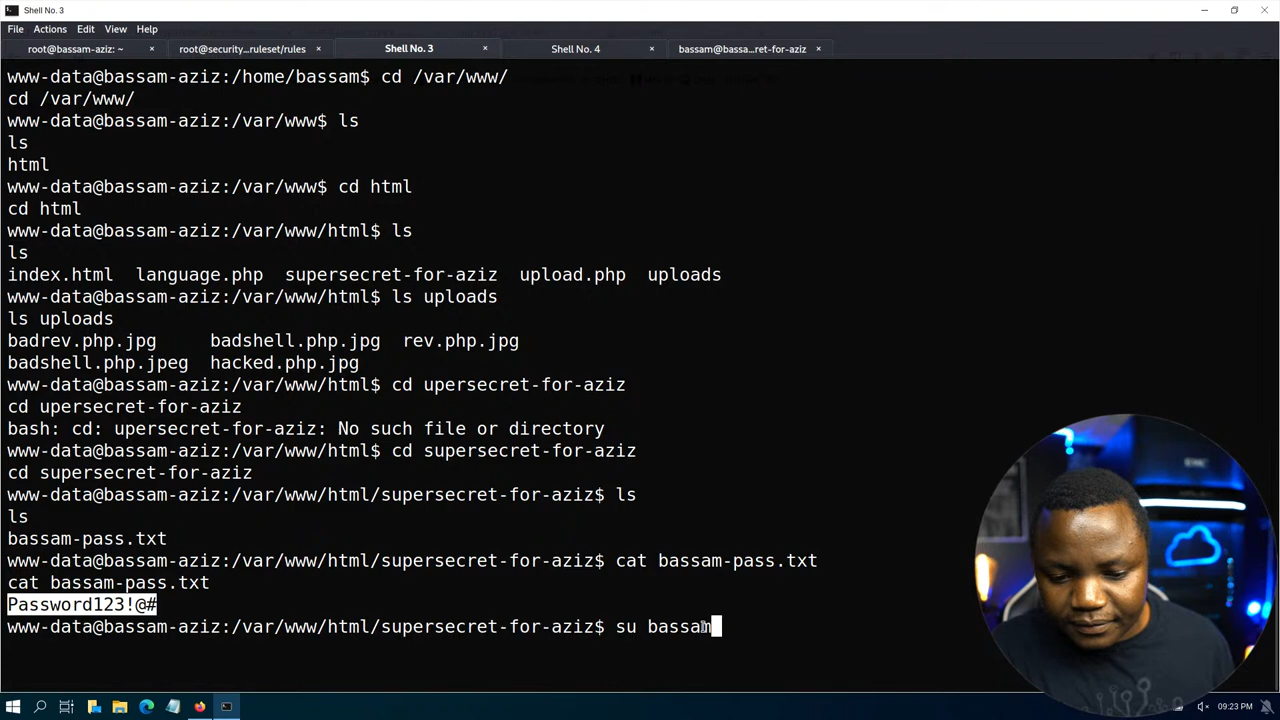 Shell No. 3
File Actions Edit View Help
root@bassam-aziz: ~ × root@security...ruleset/rules × Shell No. 3 × Shell No. 4 × bassam@bassa...ret-for-aziz ×
www-data@bassam-aziz:/home/bassam$ cd /var/www/
cd /var/www/
www-data@bassam-aziz:/var/www$ ls
ls
html
www-data@bassam-aziz:/var/www$ cd html
cd html
www-data@bassam-aziz:/var/www/html$ ls
ls
index.html language.php supersecret-for-aziz upload.php uploads
www-data@bassam-aziz:/var/www/html$ ls uploads
ls uploads
badrev.php.jpg badshell.php.jpg rev.php.jpg
badshell.php.jpeg hacked.php.jpg
www-data@bassam-aziz:/var/www/html$ cd upersecret-for-aziz
cd upersecret-for-aziz
bash: cd: upersecret-for-aziz: No such file or directory
www-data@bassam-aziz:/var/www/html$ cd supersecret-for-aziz
cd supersecret-for-aziz
www-data@bassam-aziz:/var/www/html/supersecret-for-aziz$ ls
ls
bassam-pass.txt
www-data@bassam-aziz:/var/www/html/supersecret-for-aziz$ cat bassam-pass.txt
cat bassam-pass.txt
Password123!@#
www-data@bassam-aziz:/var/www/html/supersecret-for-aziz$ su bassam
09:23 PM